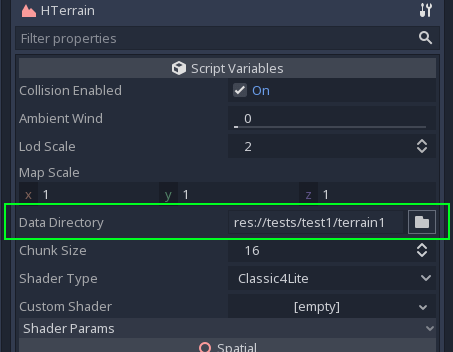 HTerrain
Filter properties
Script Variables
Collision Enabled On
Ambient Wind 0
Lod Scale 2
Map Scale
x 1 y 1 z 1
Data Directory res://tests/test1/terrain1
Chunk Size 16
Shader Type Classic4Lite
Custom Shader [empty]
Shader Params
Spatial